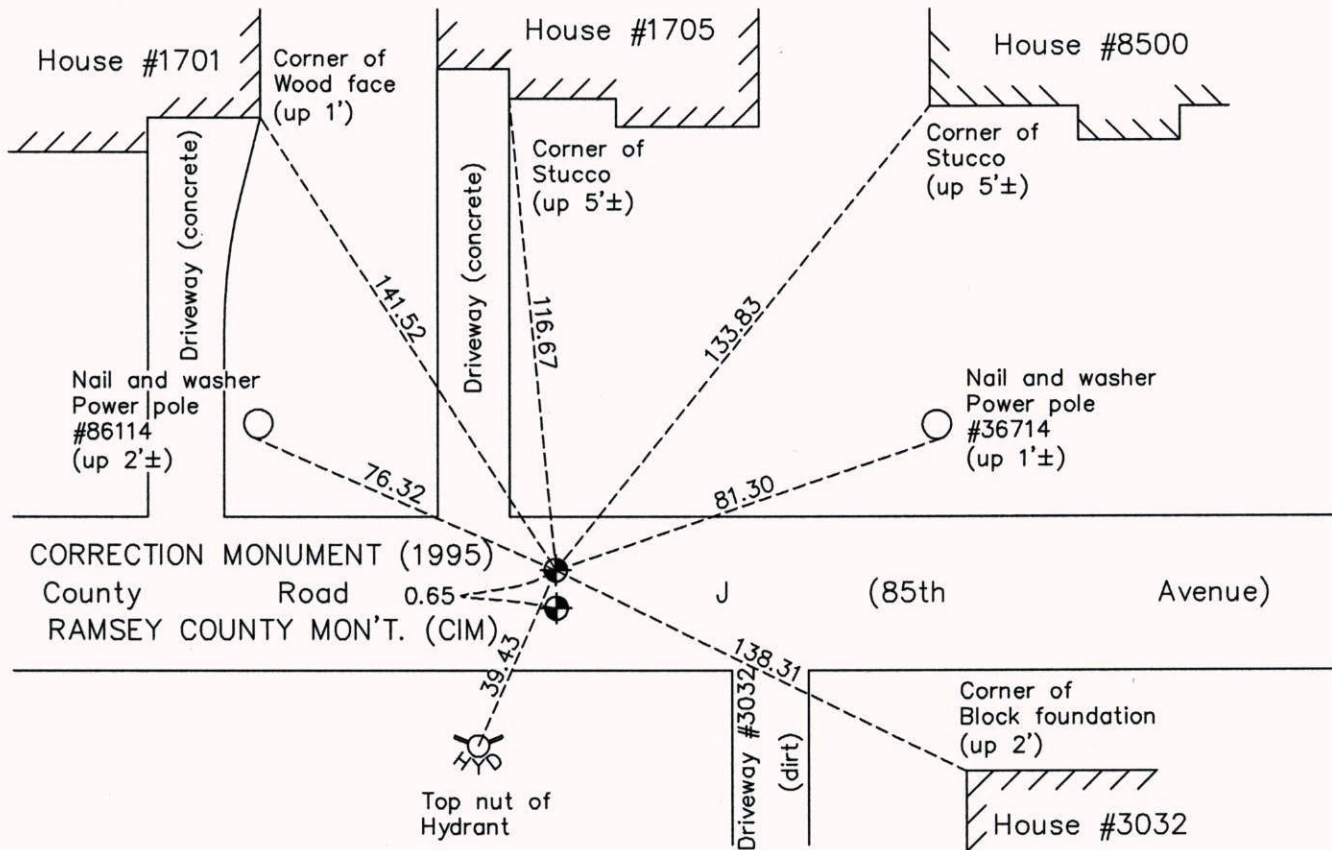 House #1701
Corner of
Wood face
(up 1')
House #1705
House #8500
Corner of
Stucco
(up 5'±)
Corner of
Stucco
(up 5'±)
Driveway (concrete)
Driveway (concrete)
141.52
116.67
133.83
Nail and washer
Power pole
#86114
(up 2'±)
Nail and washer
Power pole
#36714
(up 1'±)
76.32
81.30
CORRECTION MONUMENT (1995)
County Road J (85th Avenue)
0.65
RAMSEY COUNTY MON'T. (CIM)
39.43
138.31
Driveway #3032
(dirt)
Corner of
Block foundation
(up 2')
HYD
Top nut of
Hydrant
House #3032